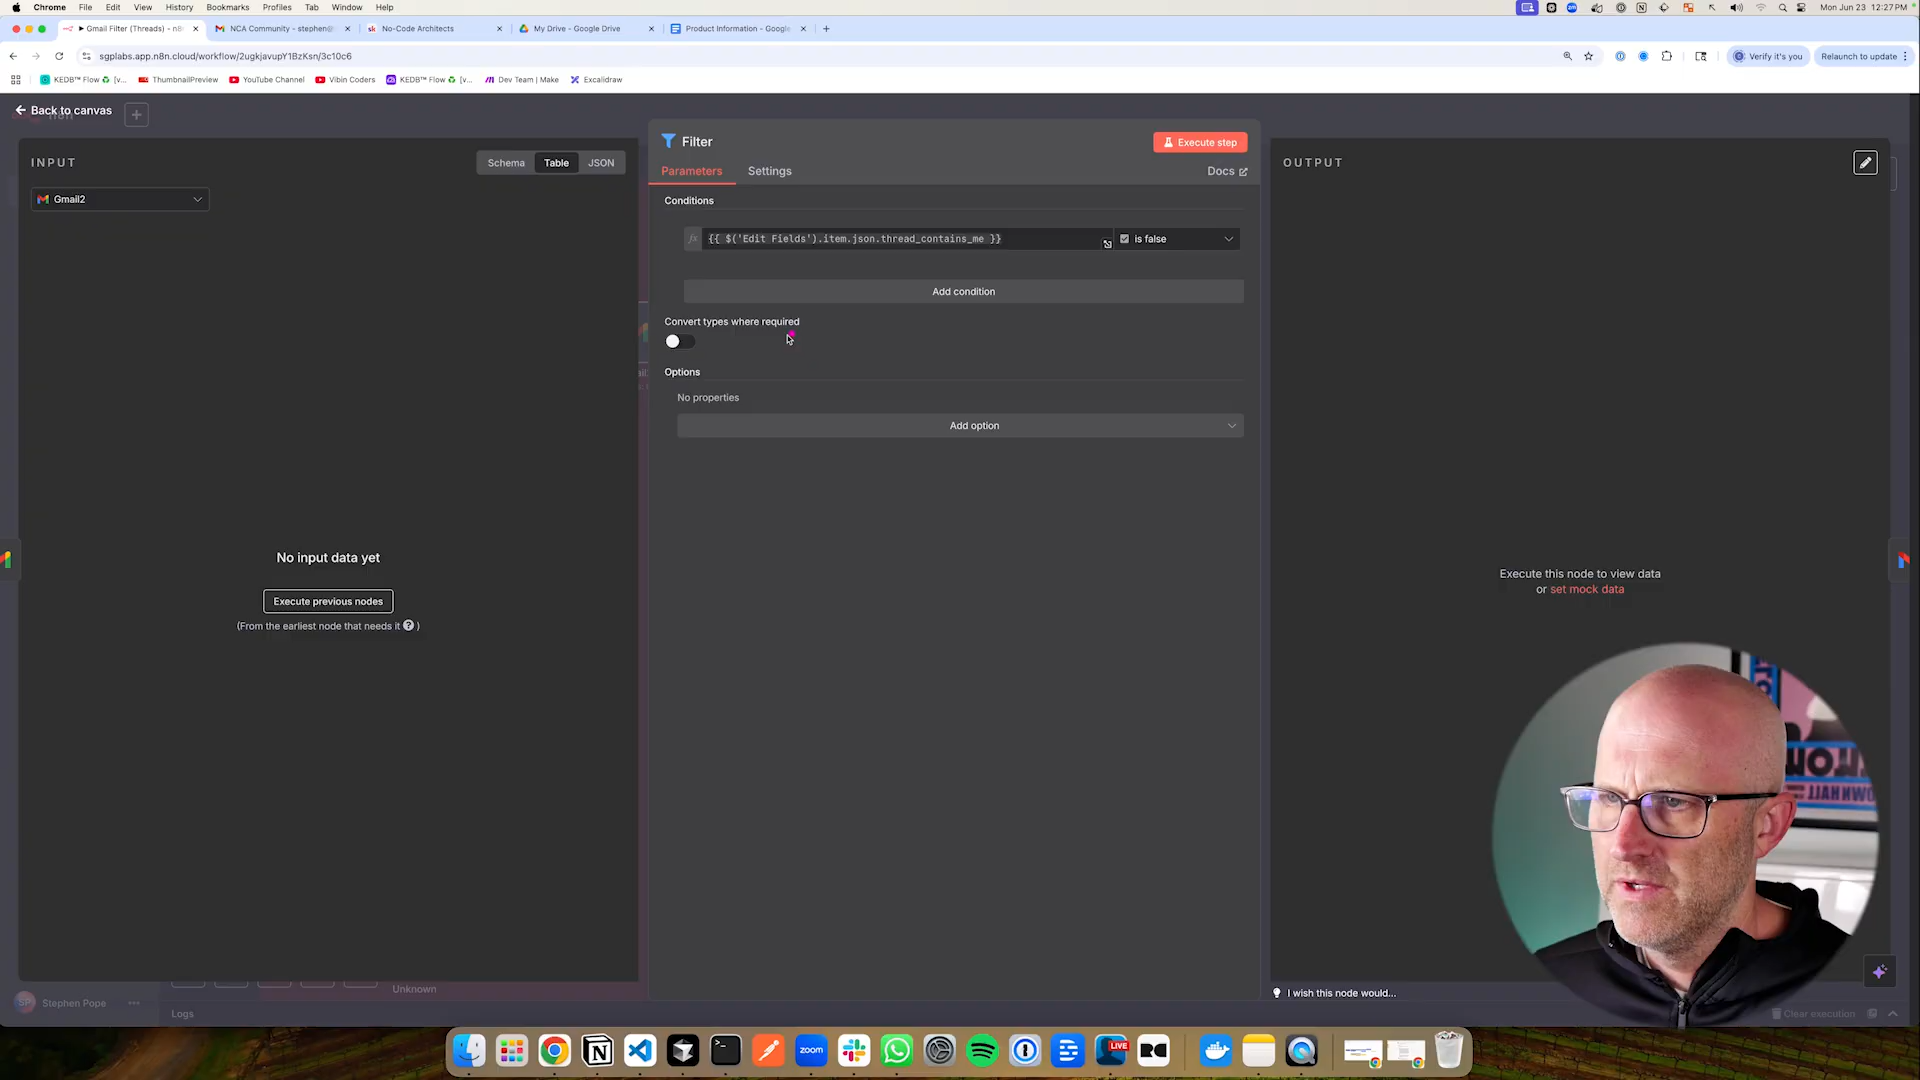 Chrome File Edit View History Bookmarks Profiles Tab Window Help
Mon Jun 23 12:27 PM
Gmail Filter (Threads) - n8n
NCA Community - stephen@
No-Code Architects
My Drive - Google Drive
Product Information - Google
sgplabs.app.n8n.cloud/workflow/2ugkjavupY1BzKsn/3c10c6
Verify it's you
Relaunch to update
KEDB™ Flow
[v...
ThumbnailPreview
YouTube Channel
Vibin Coders
KEDB™ Flow
[v...
Dev Team | Make
Excalidraw
Back to canvas
INPUT
Schema
Table
JSON
Gmail2
No input data yet
Execute previous nodes
(From the earliest node that needs it ? )
Filter
Execute step
Parameters
Settings
Docs
Conditions
fx
{{ $('Edit Fields').item.json.thread_contains_me }}
is false
Add condition
Convert types where required
Options
No properties
Add option
OUTPUT
Execute this node to view data
or set mock data
I wish this node would...
Unknown
SP
Stephen Pope
Logs
Clear execution
zoom
LIVE